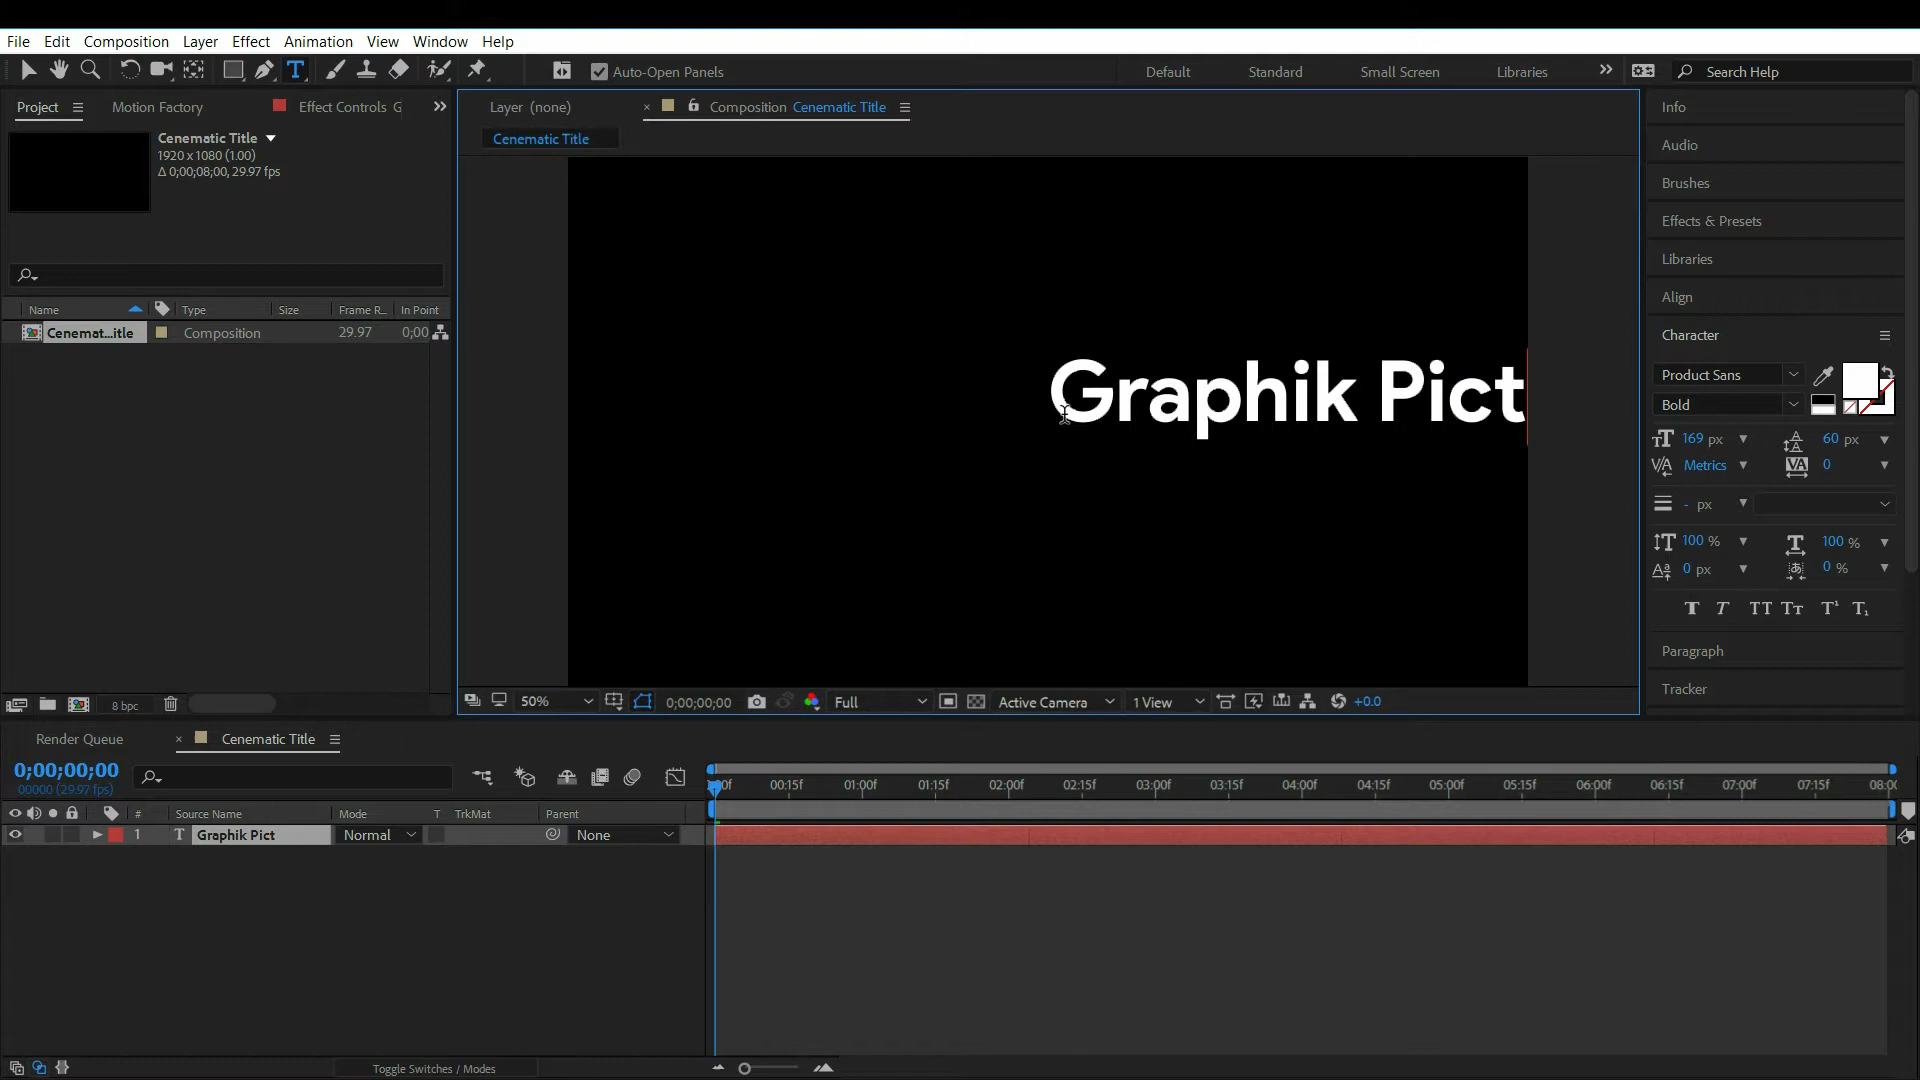 File Edit Composition Layer Effect Animation View Window Help
Auto-Open Panels Default Standard Small Screen Libraries Search Help
Project Motion Factory Effect Controls G
Layer (none) Composition Cenematic Title
Cenematic Title
Cenematic Title
1920 x 1080 (1.00)
Δ 0;00;08;00, 29.97 fps
Name Type Size Frame R... In Point
Cenemat...itle Composition 29.97 0;00
8 bpc
Graphik Pict
50% 0;00;00;00 Full Active Camera 1 View +0.0
Info
Audio
Brushes
Effects & Presets
Libraries
Align
Character
Product Sans
Bold
169 px 60 px
Metrics 0
- px
100 % 100 %
0 px 0 %
T T TT Tt T¹ T₁
Paragraph
Tracker
Render Queue Cenematic Title
0;00;00;00
00000 (29.97 fps)
:00f 00:15f 01:00f 01:15f 02:00f 02:15f 03:00f 03:15f 04:00f 04:15f 05:00f 05:15f 06:00f 06:15f 07:00f 07:15f 08:00
# Source Name Mode T TrkMat Parent
1 T Graphik Pict Normal None
Toggle Switches / Modes